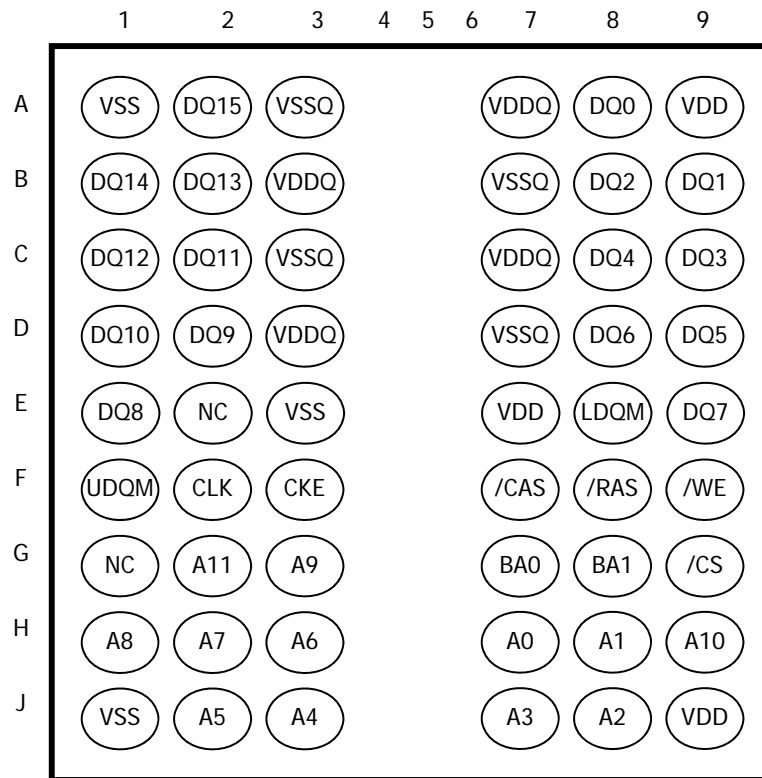 1 2 3 4 5 6 7 8 9
A VSS DQ15 VSSQ VDDQ DQ0 VDD
B DQ14 DQ13 VDDQ VSSQ DQ2 DQ1
C DQ12 DQ11 VSSQ VDDQ DQ4 DQ3
D DQ10 DQ9 VDDQ VSSQ DQ6 DQ5
E DQ8 NC VSS VDD LDQM DQ7
F UDQM CLK CKE /CAS /RAS /WE
G NC A11 A9 BA0 BA1 /CS
H A8 A7 A6 A0 A1 A10
J VSS A5 A4 A3 A2 VDD